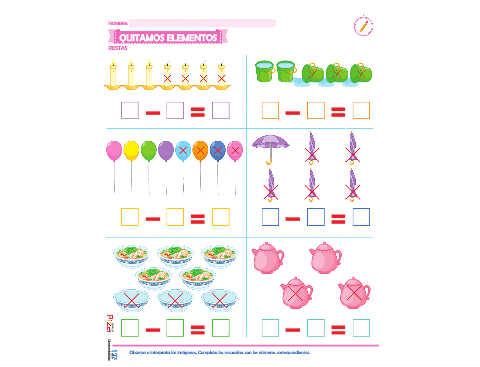 NOMBRE:
QUITAMOS ELEMENTOS
RESTAS
Observa e interpreta las imágenes. Completa los recuadros con los números correspondientes.